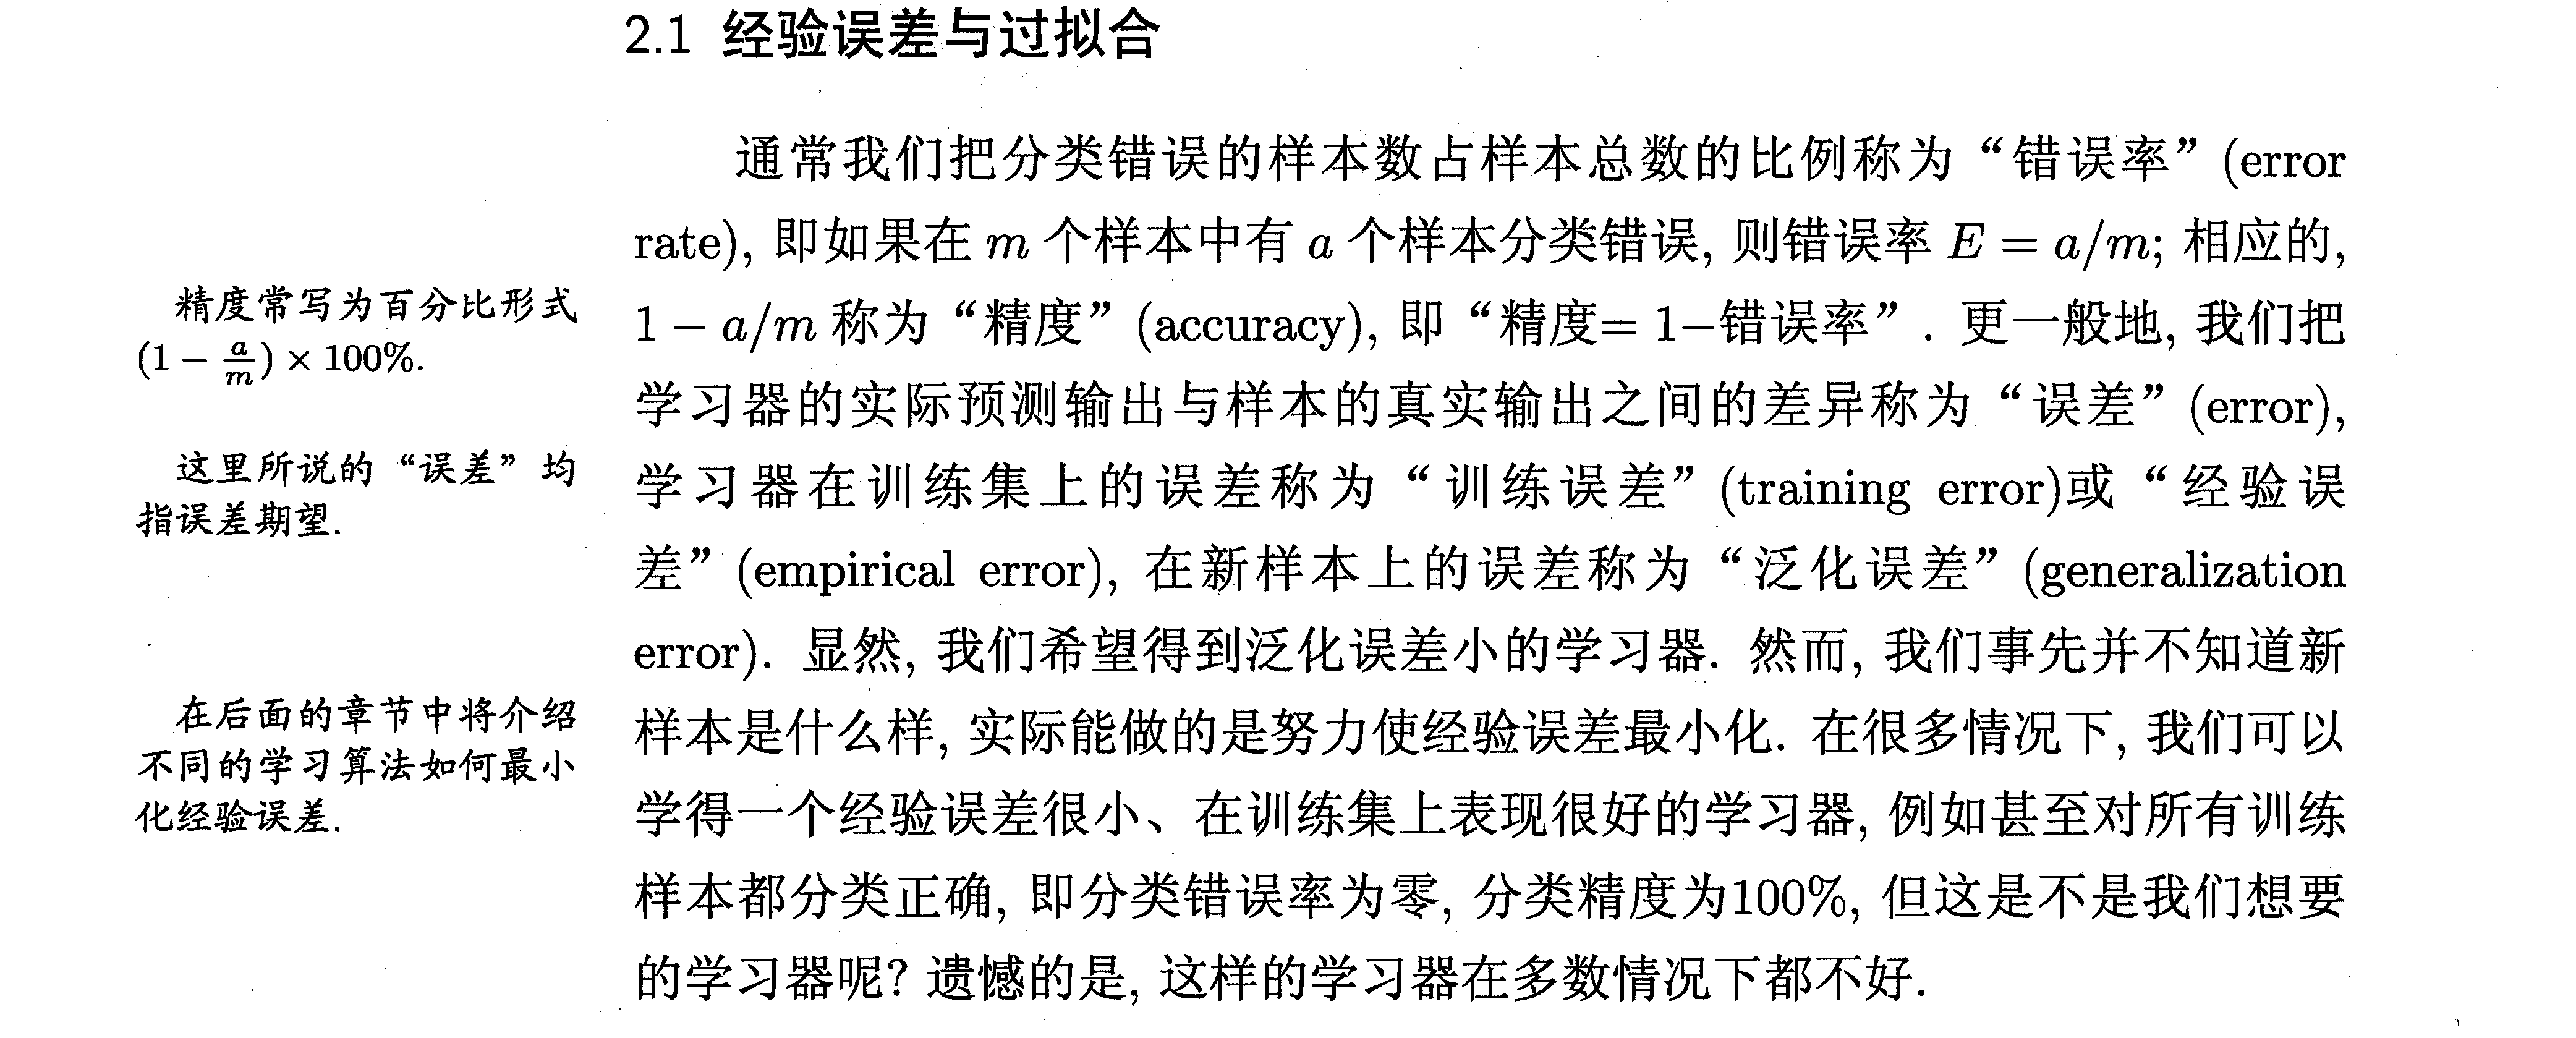 2.1 经验误差与过拟合
通常我们把分类错误的样本数占样本总数的比例称为“错误率”(error
rate), 即如果在 m 个样本中有 a 个样本分类错误, 则错误率 E = a/m; 相应的,
1 − a/m 称为“精度”(accuracy), 即“精度= 1−错误率”. 更一般地, 我们把
学习器的实际预测输出与样本的真实输出之间的差异称为“误差”(error),
学习器在训练集上的误差称为“训练误差”(training error)或“经验误
差”(empirical error), 在新样本上的误差称为“泛化误差”(generalization
error). 显然, 我们希望得到泛化误差小的学习器. 然而, 我们事先并不知道新
样本是什么样, 实际能做的是努力使经验误差最小化. 在很多情况下, 我们可以
学得一个经验误差很小、在训练集上表现很好的学习器, 例如甚至对所有训练
样本都分类正确, 即分类错误率为零, 分类精度为100%, 但这是不是我们想要
的学习器呢? 遗憾的是, 这样的学习器在多数情况下都不好.
精度常写为百分比形式
(1 − a/m) × 100%.
这里所说的“误差”均
指误差期望.
在后面的章节中将介绍
不同的学习算法如何最小
化经验误差.